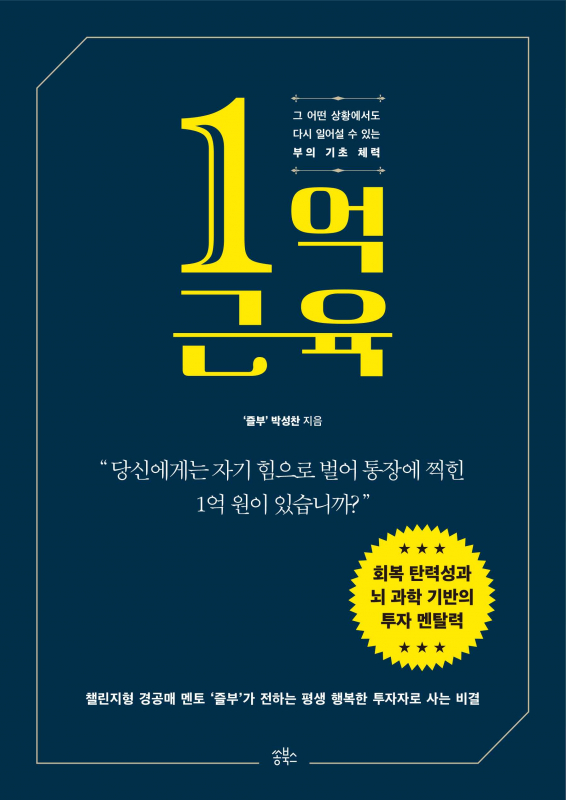 그 어떤 상황에서도
다시 일어설 수 있는
부의 기초 체력
1억
근육
‘즐부’ 박성찬 지음
“ 당신에게는 자기 힘으로 벌어 통장에 찍힌
1억 원이 있습니까? ”
회복 탄력성과
뇌 과학 기반의
투자 멘탈력
챌린지형 경공매 멘토 ‘즐부’가 전하는 평생 행복한 투자자로 사는 비결
쏭북스